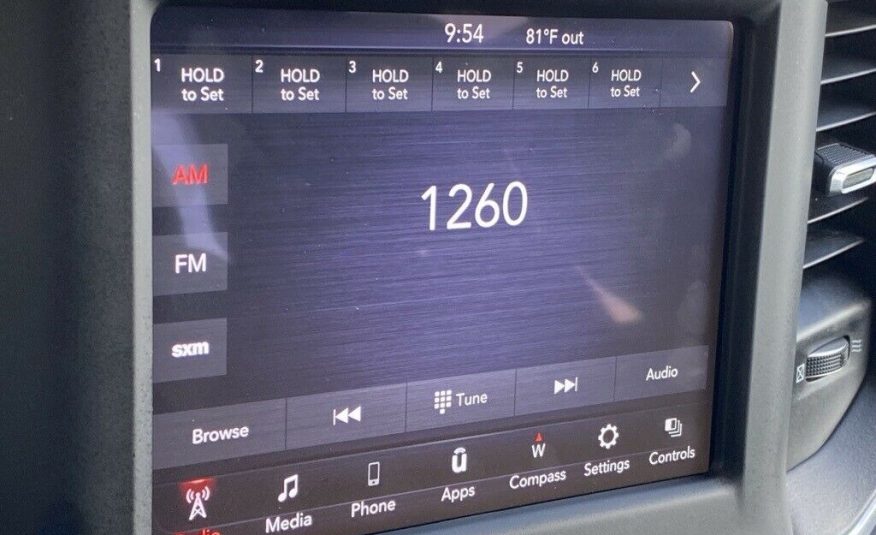 9:54 81°F out
1 HOLD to Set 2 HOLD to Set 3 HOLD to Set 4 HOLD to Set 5 HOLD to Set 6 HOLD to Set
AM
1260
FM
sxm
Browse Tune Audio
Radio Media Phone Apps W Compass Settings Controls